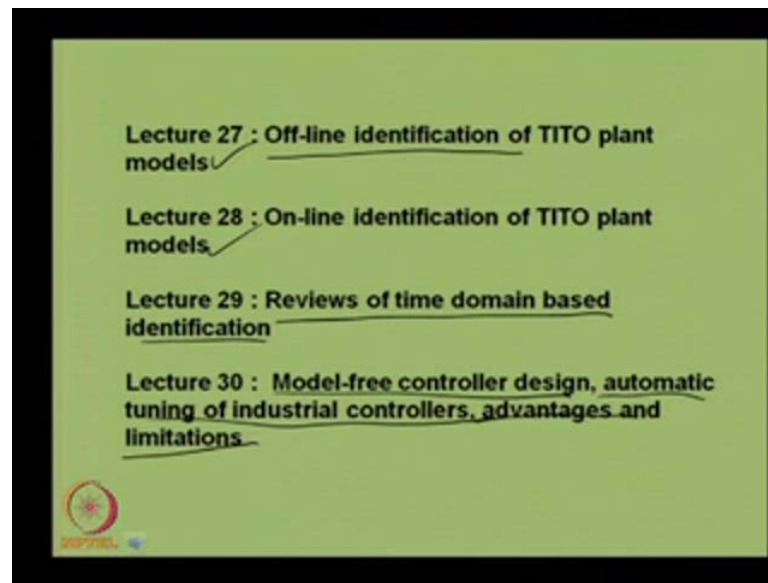 Lecture 27 : Off-line identification of TITO plant
models
Lecture 28 : On-line identification of TITO plant
models
Lecture 29 : Reviews of time domain based
identification
Lecture 30 : Model-free controller design, automatic
tuning of industrial controllers, advantages and
limitations
NPTEL